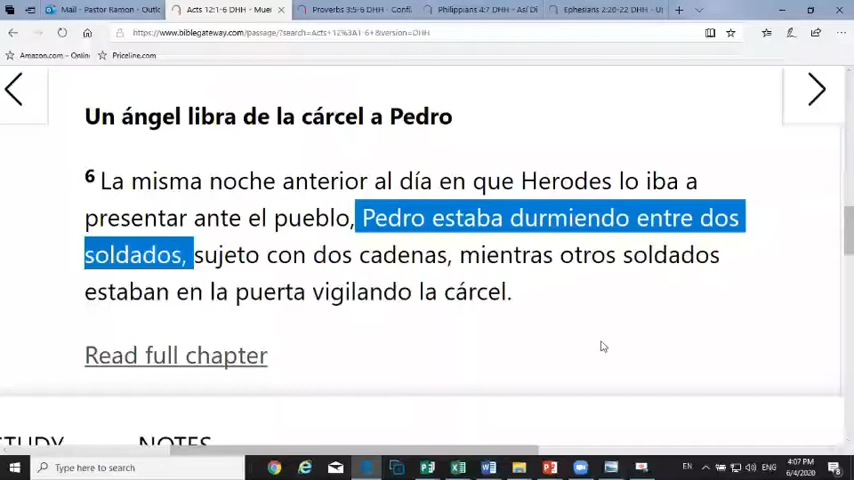 Mail - Pastor Ramon - Outlo
Acts 12:1-6 DHH - Muer
Proverbs 3:5-6 DHH - Confí
Philippians 4:7 DHH - Así Di
Ephesians 2:20-22 DHH - Us
https://www.biblegateway.com/passage/?search=Acts+12%3A1-6+&version=DHH
Amazon.com – Onlin
Priceline.com
Un ángel libra de la cárcel a Pedro
6 La misma noche anterior al día en que Herodes lo iba a
presentar ante el pueblo, Pedro estaba durmiendo entre dos
soldados, sujeto con dos cadenas, mientras otros soldados
estaban en la puerta vigilando la cárcel.
Read full chapter
STUDY NOTES
Type here to search
EN
ENG
4:07 PM
6/4/2020